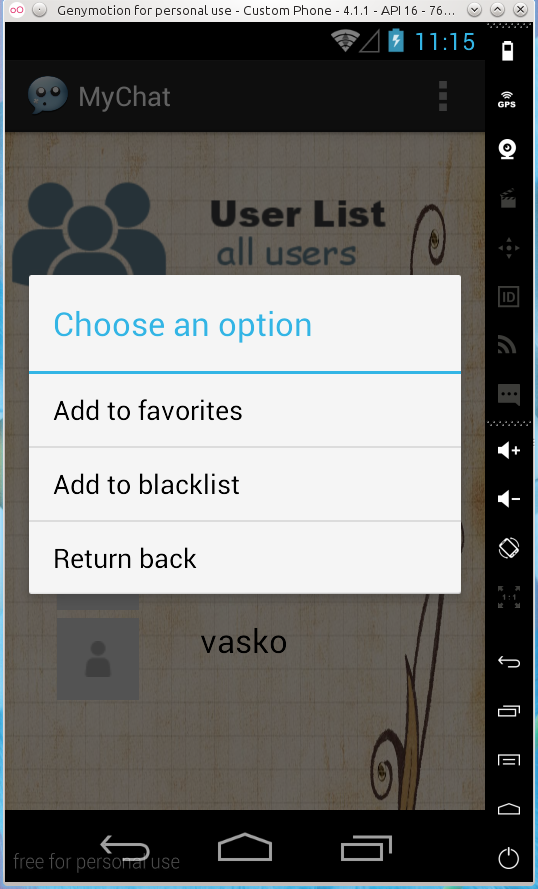 Genymotion for personal use - Custom Phone - 4.1.1 - API 16 - 76...
11:15
GPS
MyChat
User List
all users
ID
Choose an option
Add to favorites
Add to blacklist
Return back
1:1
vasko
free for personal use